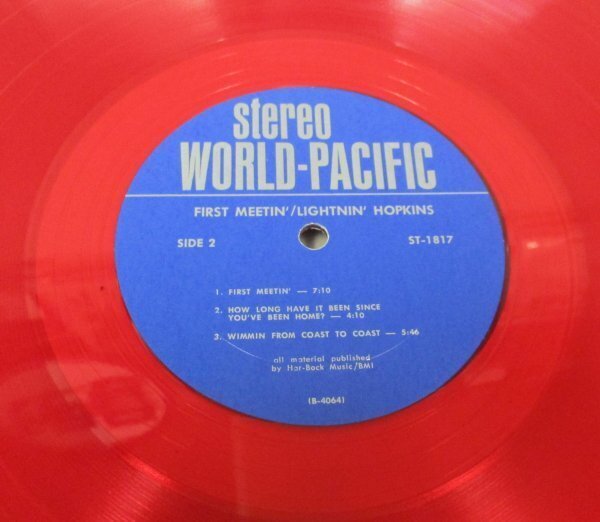 stereo
WORLD-PACIFIC
FIRST MEETIN'/LIGHTNIN' HOPKINS
SIDE 2 ST-1817
1. FIRST MEETIN' — 7:10
2. HOW LONG HAVE IT BEEN SINCE
YOU'VE BEEN HOME? — 4:10
3. WIMMIN FROM COAST TO COAST — 5:46
all material published
by Har-Bock Music/BMI
(B-4064)